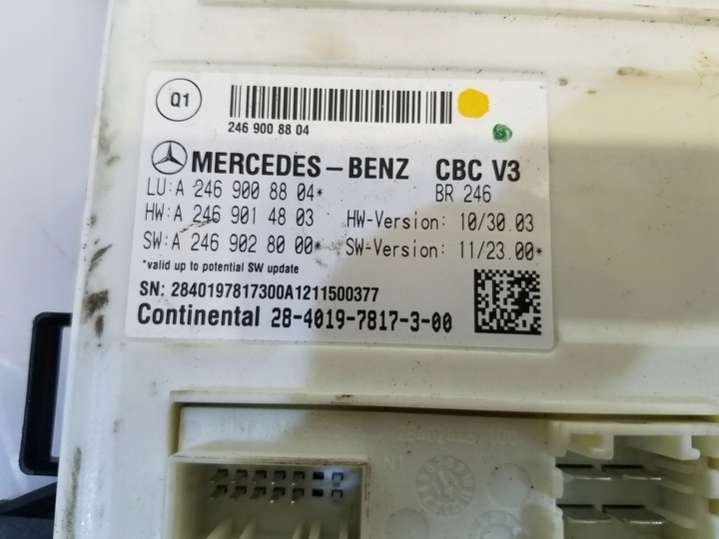 Q1
246 900 88 04
MERCEDES-BENZ CBC V3
LU:A 246 900 88 04* BR 246
HW:A 246 901 48 03 HW-Version: 10/30.03
SW:A 246 902 80 00* SW-Version: 11/23.00*
*valid up to potential SW update
SN: 2840197817300A1211500377
Continental 28-4019-7817-3-00